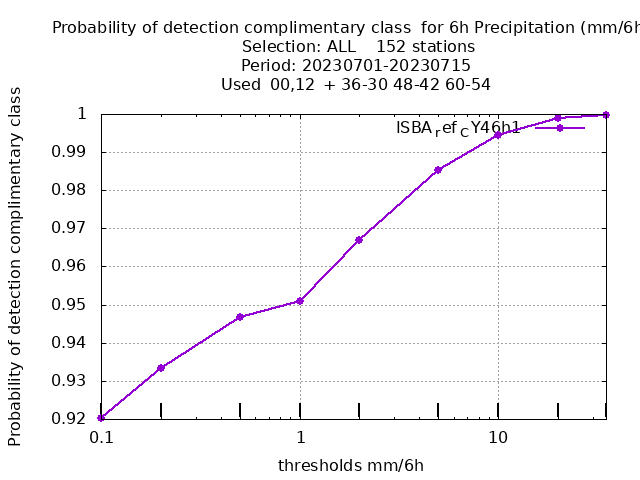 Probability of detection complimentary class  for 6h Precipitation (mm/6h
Selection: ALL    152 stations
Period: 20230701-20230715
Used  00,12  + 36-30 48-42 60-54
Probability of detection complimentary class
ISBA_ref_CY46h1
1
0.99
0.98
0.97
0.96
0.95
0.94
0.93
0.92
0.1
1
10
thresholds mm/6h